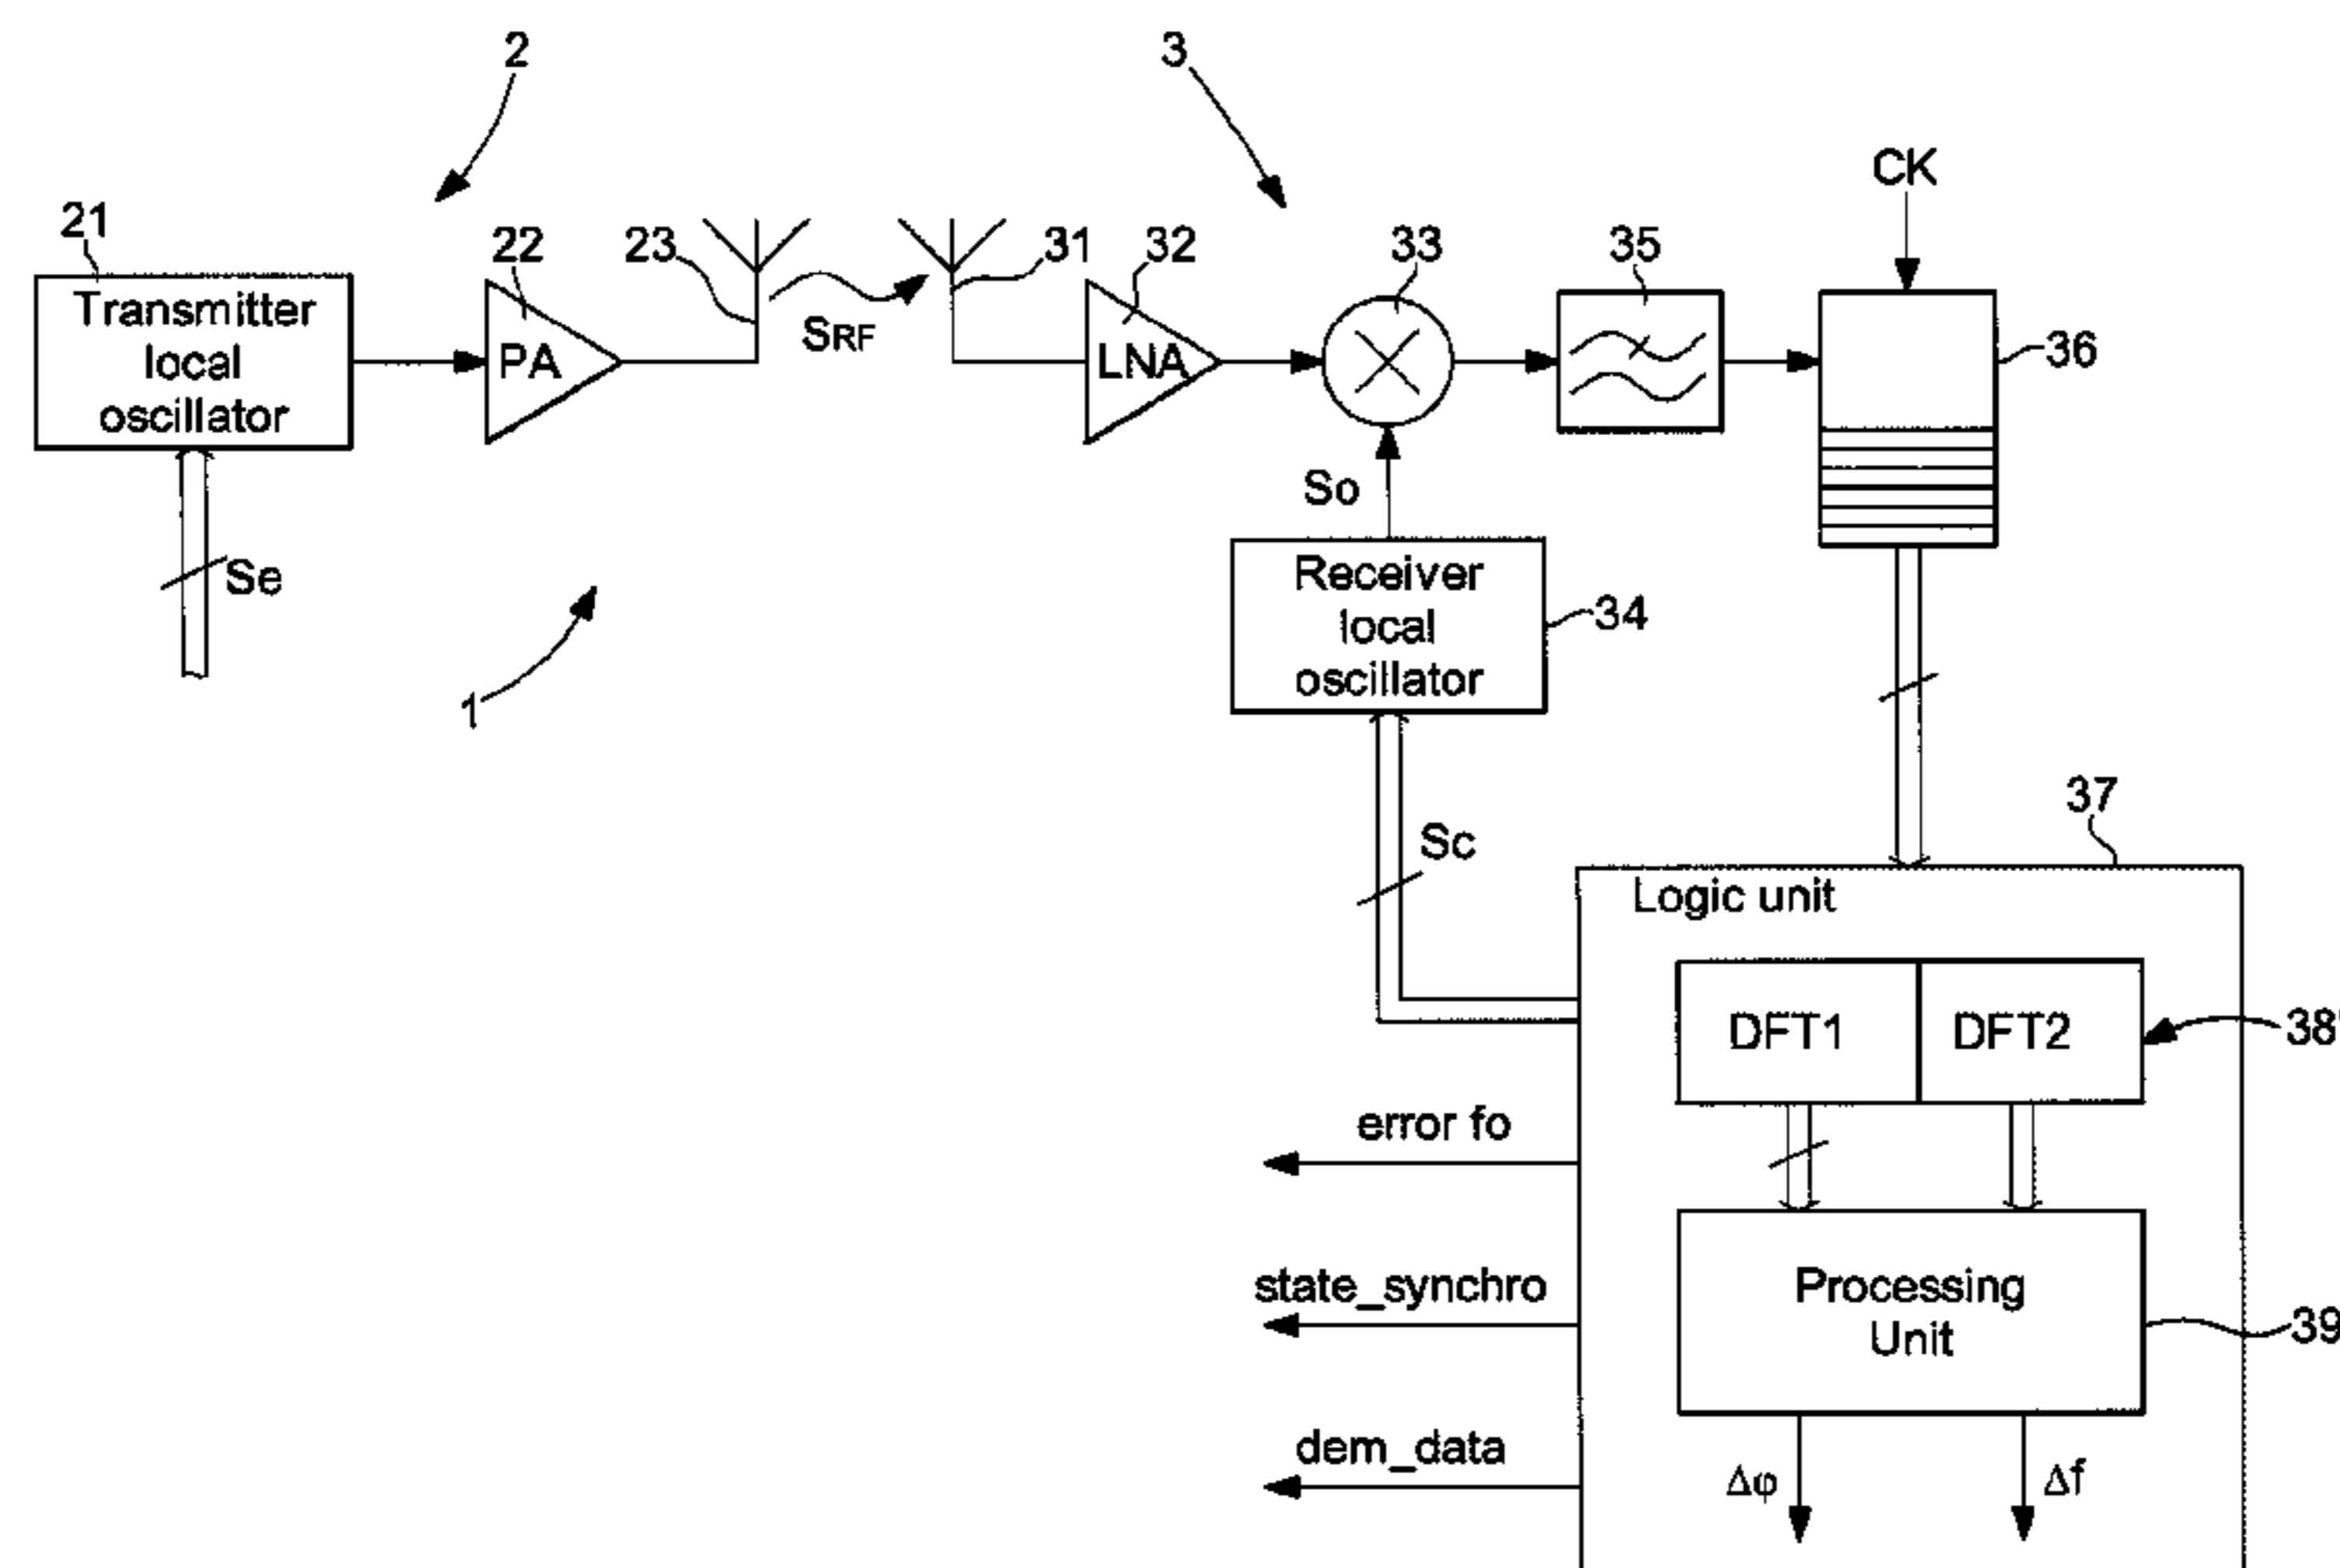 2
3
CK
21
22
23
31
32
33
35
Transmitter
local
oscillator
PA
SRF
LNA
36
So
Se
Receiver
local
oscillator
34
1
37
Sc
Logic unit
DFT1
DFT2
38'
error fo
state_synchro
Processing
Unit
39
dem_data
Δφ
Δf